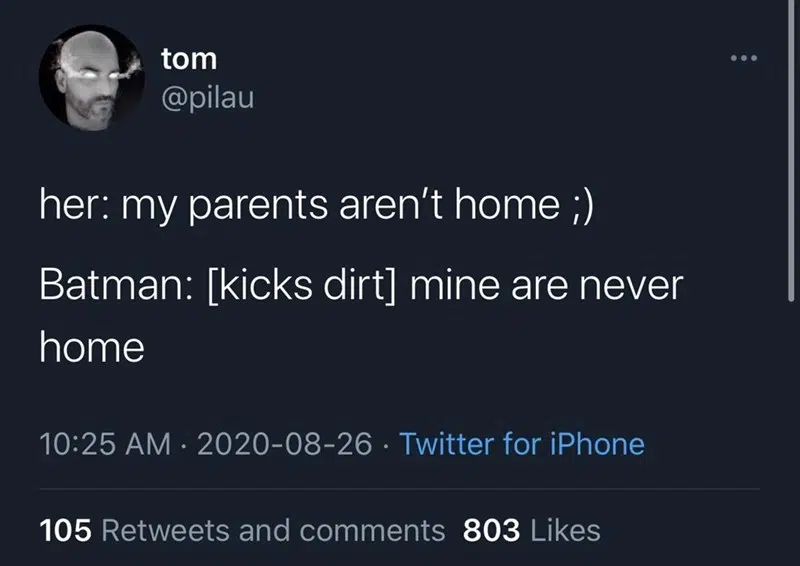 tom
@pilau
her: my parents aren’t home ;)
Batman: [kicks dirt] mine are never
home
10:25 AM · 2020-08-26 · Twitter for iPhone
105 Retweets and comments 803 Likes